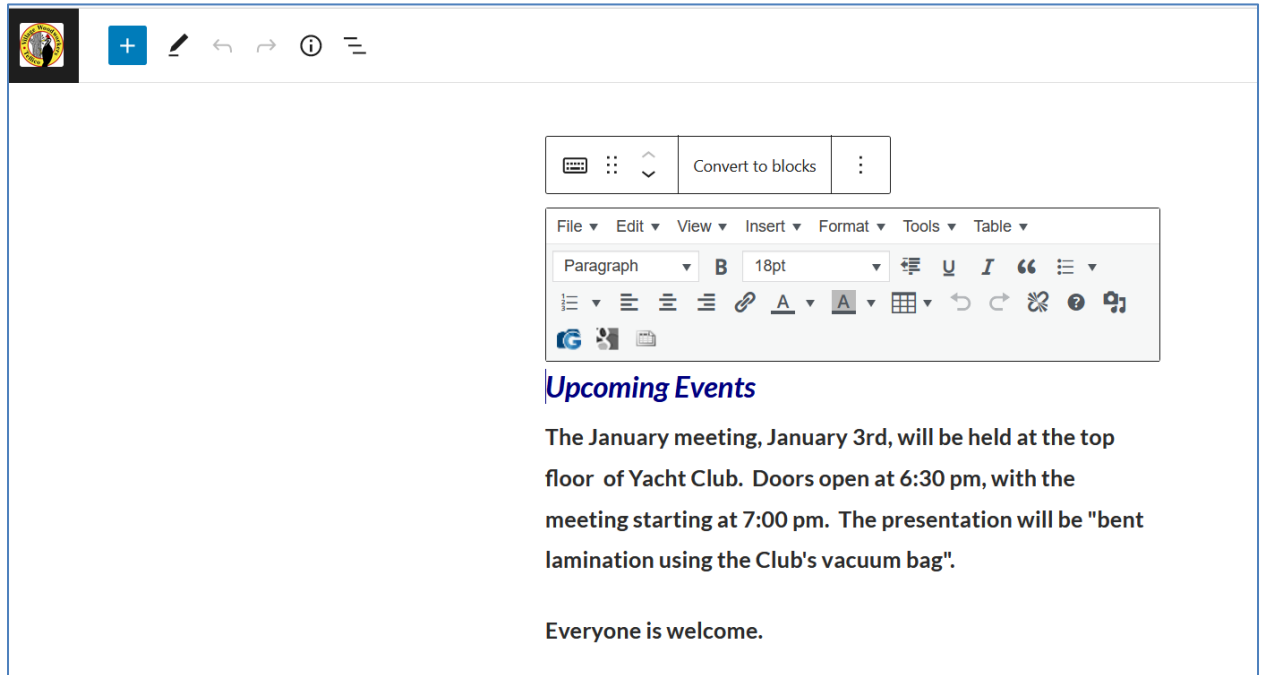 Village Woodworkers
Tellico
Convert to blocks
File Edit View Insert Format Tools Table
Paragraph B 18pt U I
A A
Upcoming Events
The January meeting, January 3rd, will be held at the top
floor  of Yacht Club.  Doors open at 6:30 pm, with the
meeting starting at 7:00 pm.  The presentation will be "bent
lamination using the Club's vacuum bag".
Everyone is welcome.